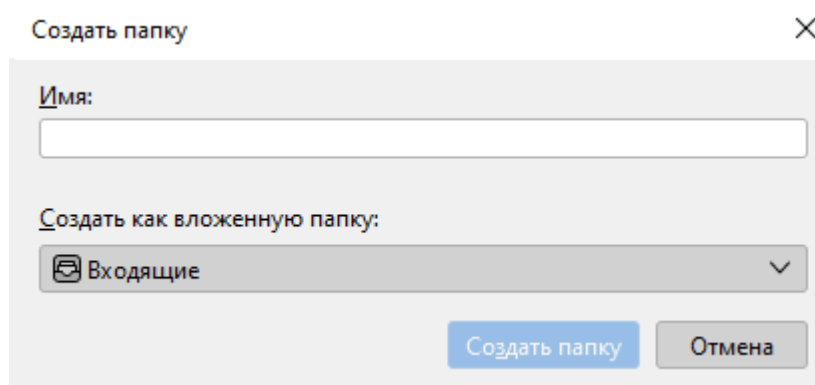 Создать папку
Имя:
Создать как вложенную папку:
Входящие
Создать папку Отмена